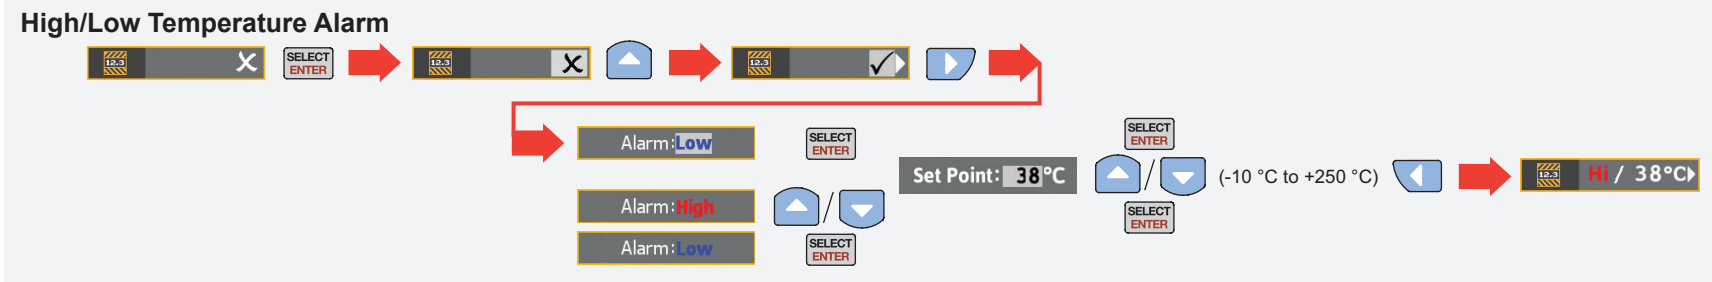 High/Low Temperature Alarm
12.3
SELECT
ENTER
12.3
12.3
Alarm:Low
SELECT
ENTER
Alarm:High
Alarm:Low
/
SELECT
ENTER
Set Point: 38°C
SELECT
ENTER
/
(-10 °C to +250 °C)
SELECT
ENTER
12.3 Hi / 38°C